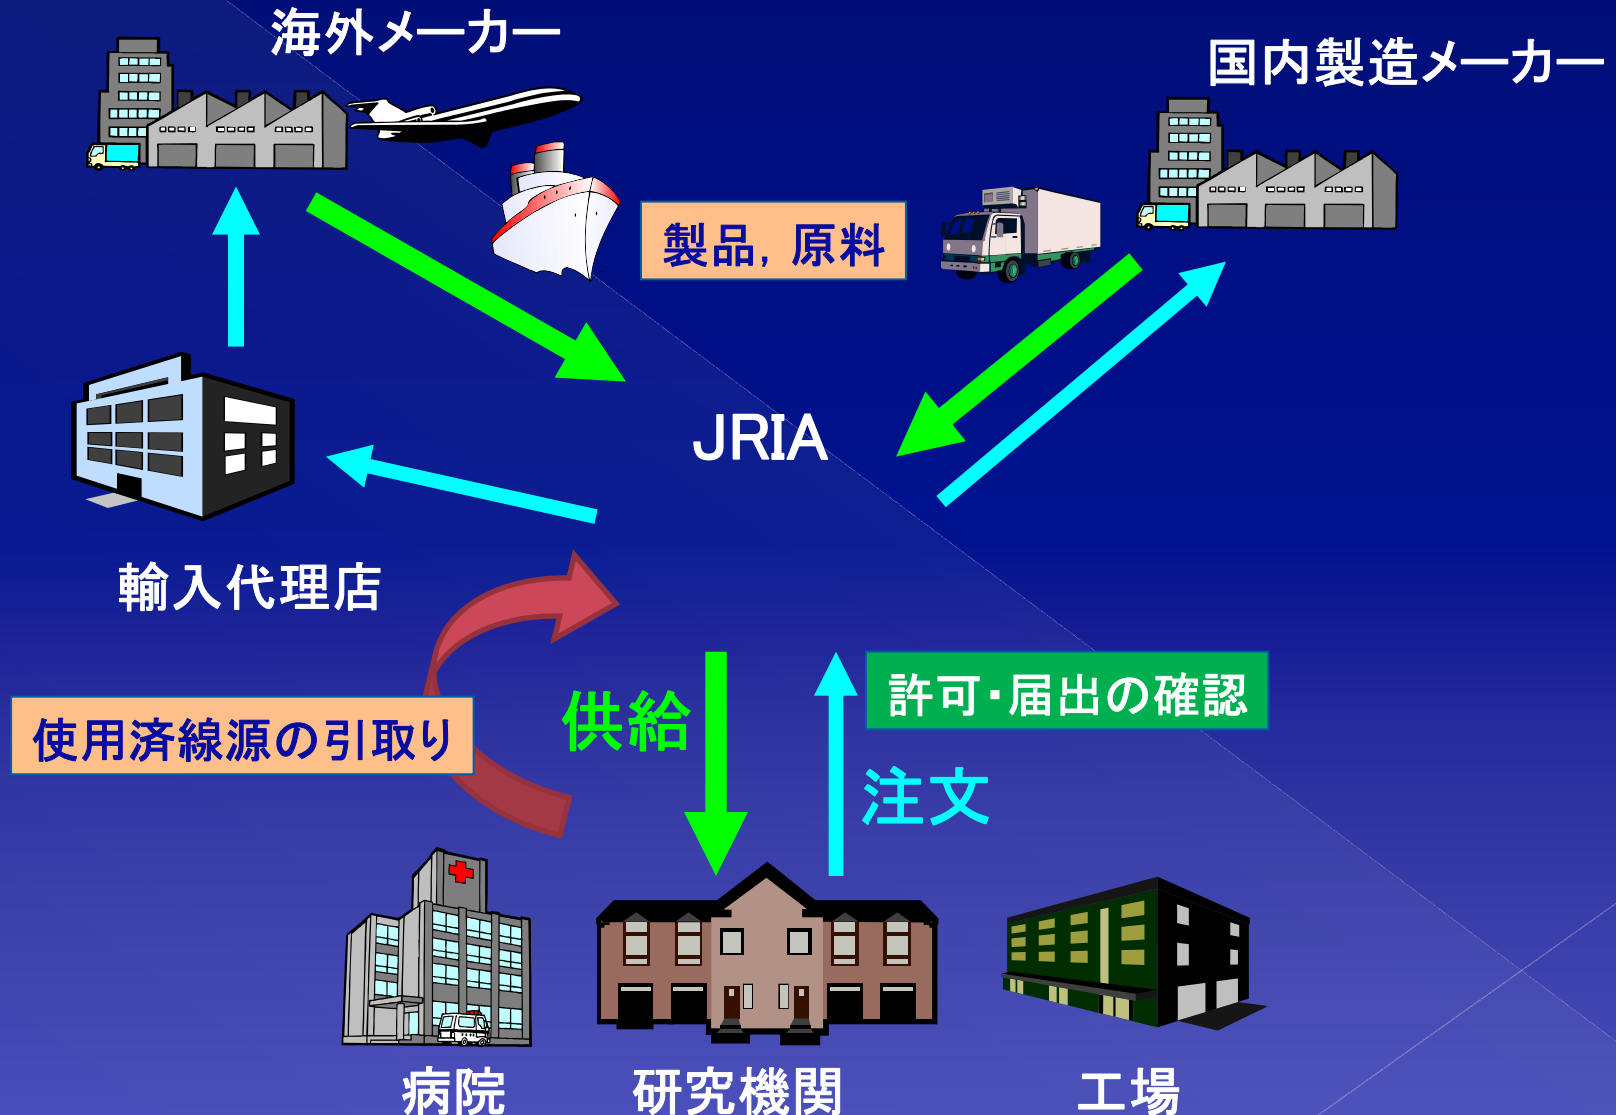 海外メーカー
国内製造メーカー
製品，原料
JRIA
輸入代理店
許可・届出の確認
使用済線源の引取り
供給
注文
病院
研究機関
工場